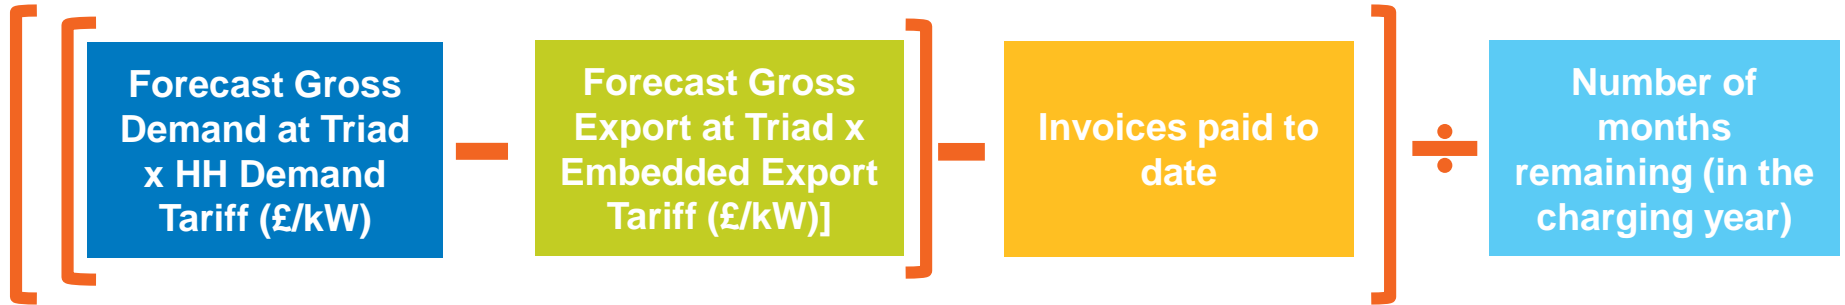 Forecast Gross
Demand at Triad
x HH Demand
Tariff (£/kW)
Forecast Gross
Export at Triad x
Embedded Export
Tariff (£/kW)]
Invoices paid to
date
Number of
months
remaining (in the
charging year)